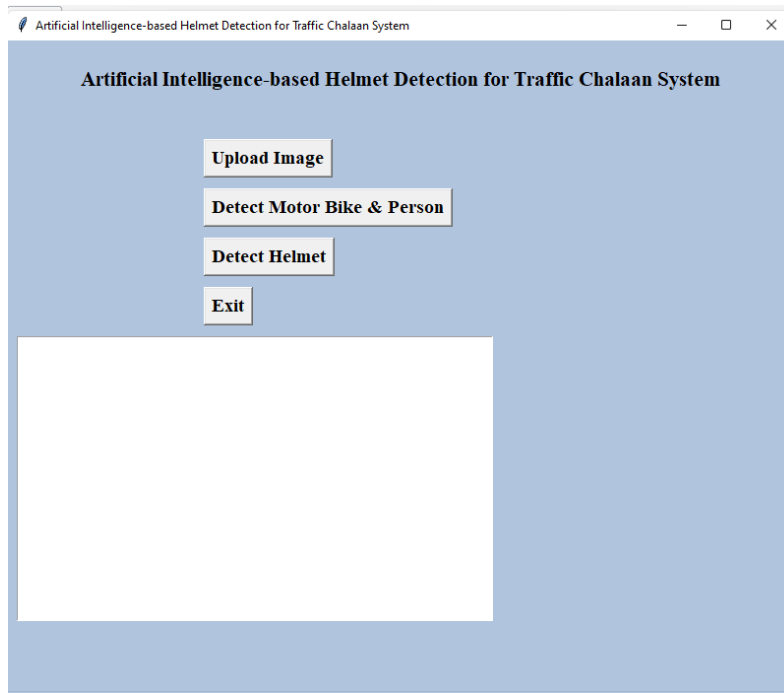 Artificial Intelligence-based Helmet Detection for Traffic Chalaan System
Artificial Intelligence-based Helmet Detection for Traffic Chalaan System
Upload Image
Detect Motor Bike & Person
Detect Helmet
Exit